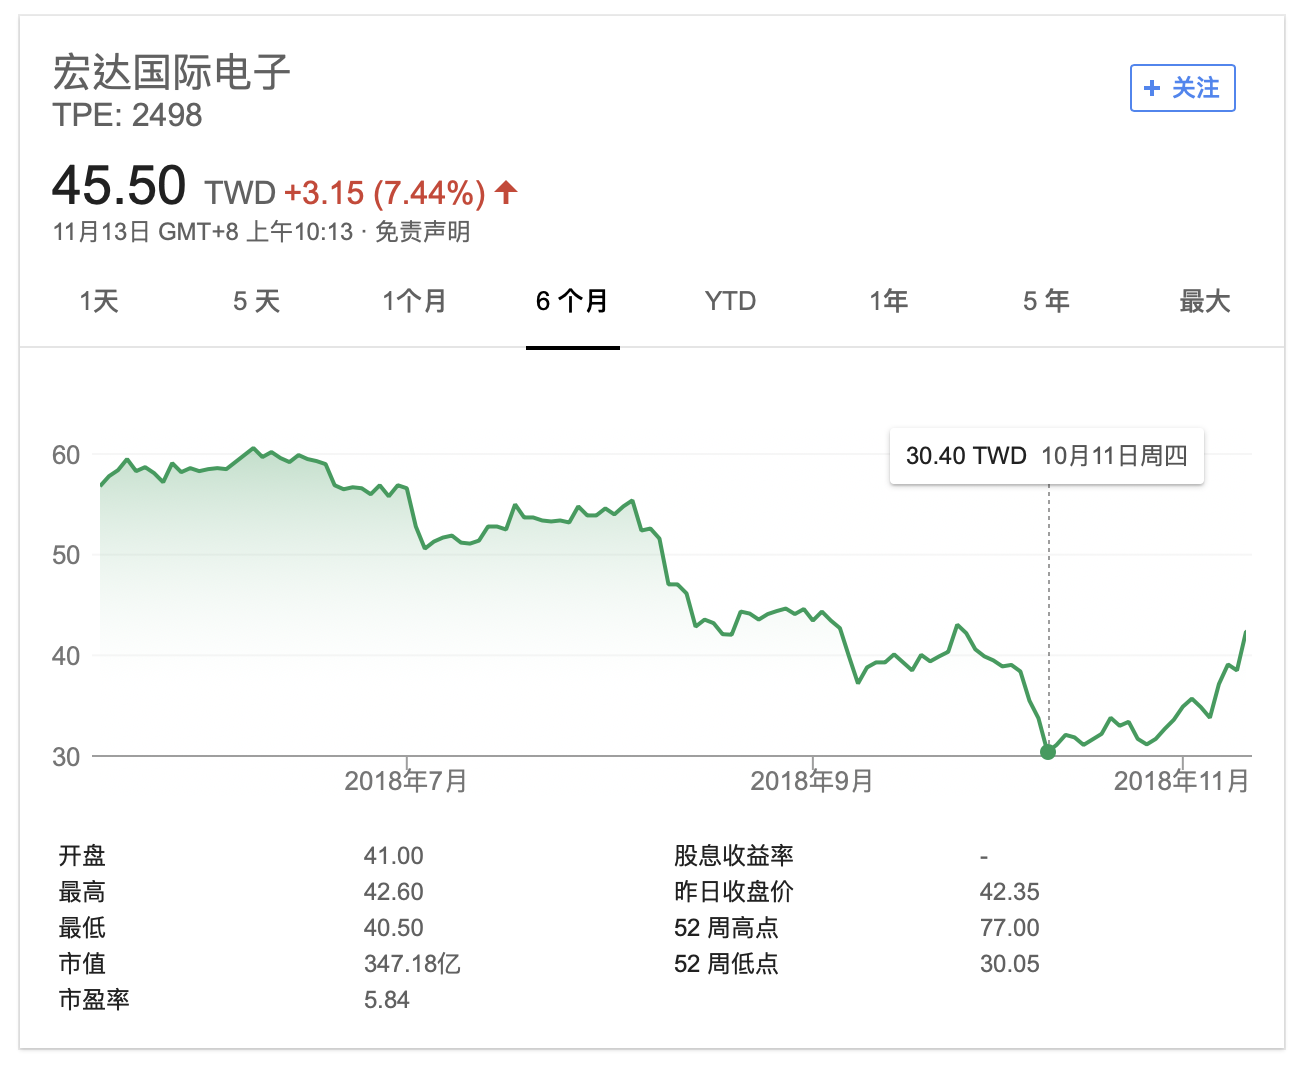 宏达国际电子
TPE: 2498
+ 关注
45.50 TWD +3.15 (7.44%)
11月13日 GMT+8 上午10:13 · 免责声明
1天 5 天 1个月 6 个月 YTD 1年 5 年 最大
30.40 TWD 10月11日周四
60
50
40
30
2018年7月 2018年9月 2018年11月
开盘 41.00 股息收益率 -
最高 42.60 昨日收盘价 42.35
最低 40.50 52 周高点 77.00
市值 347.18亿 52 周低点 30.05
市盈率 5.84